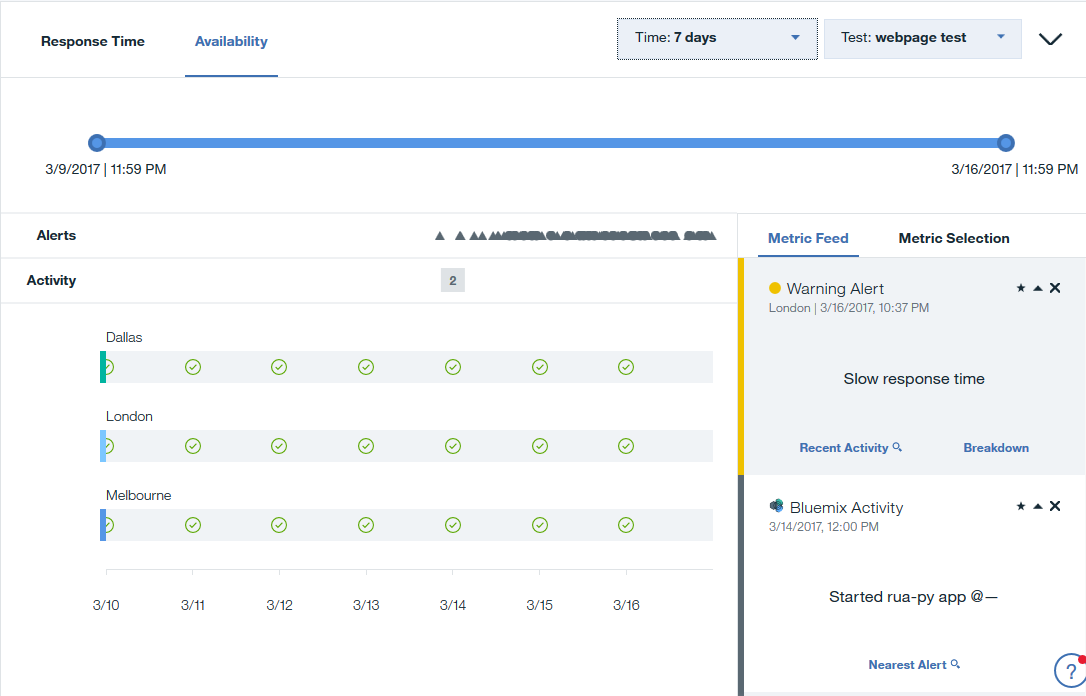 Response Time
Availability
Time: 7 days
Test: webpage test
3/9/2017 | 11:59 PM
3/16/2017 | 11:59 PM
Alerts
Activity
2
Dallas
London
Melbourne
3/10 3/11 3/12 3/13 3/14 3/15 3/16
Metric Feed
Metric Selection
Warning Alert
London | 3/16/2017, 10:37 PM
Slow response time
Recent Activity
Breakdown
Bluemix Activity
3/14/2017, 12:00 PM
Started rua-py app @—
Nearest Alert
?